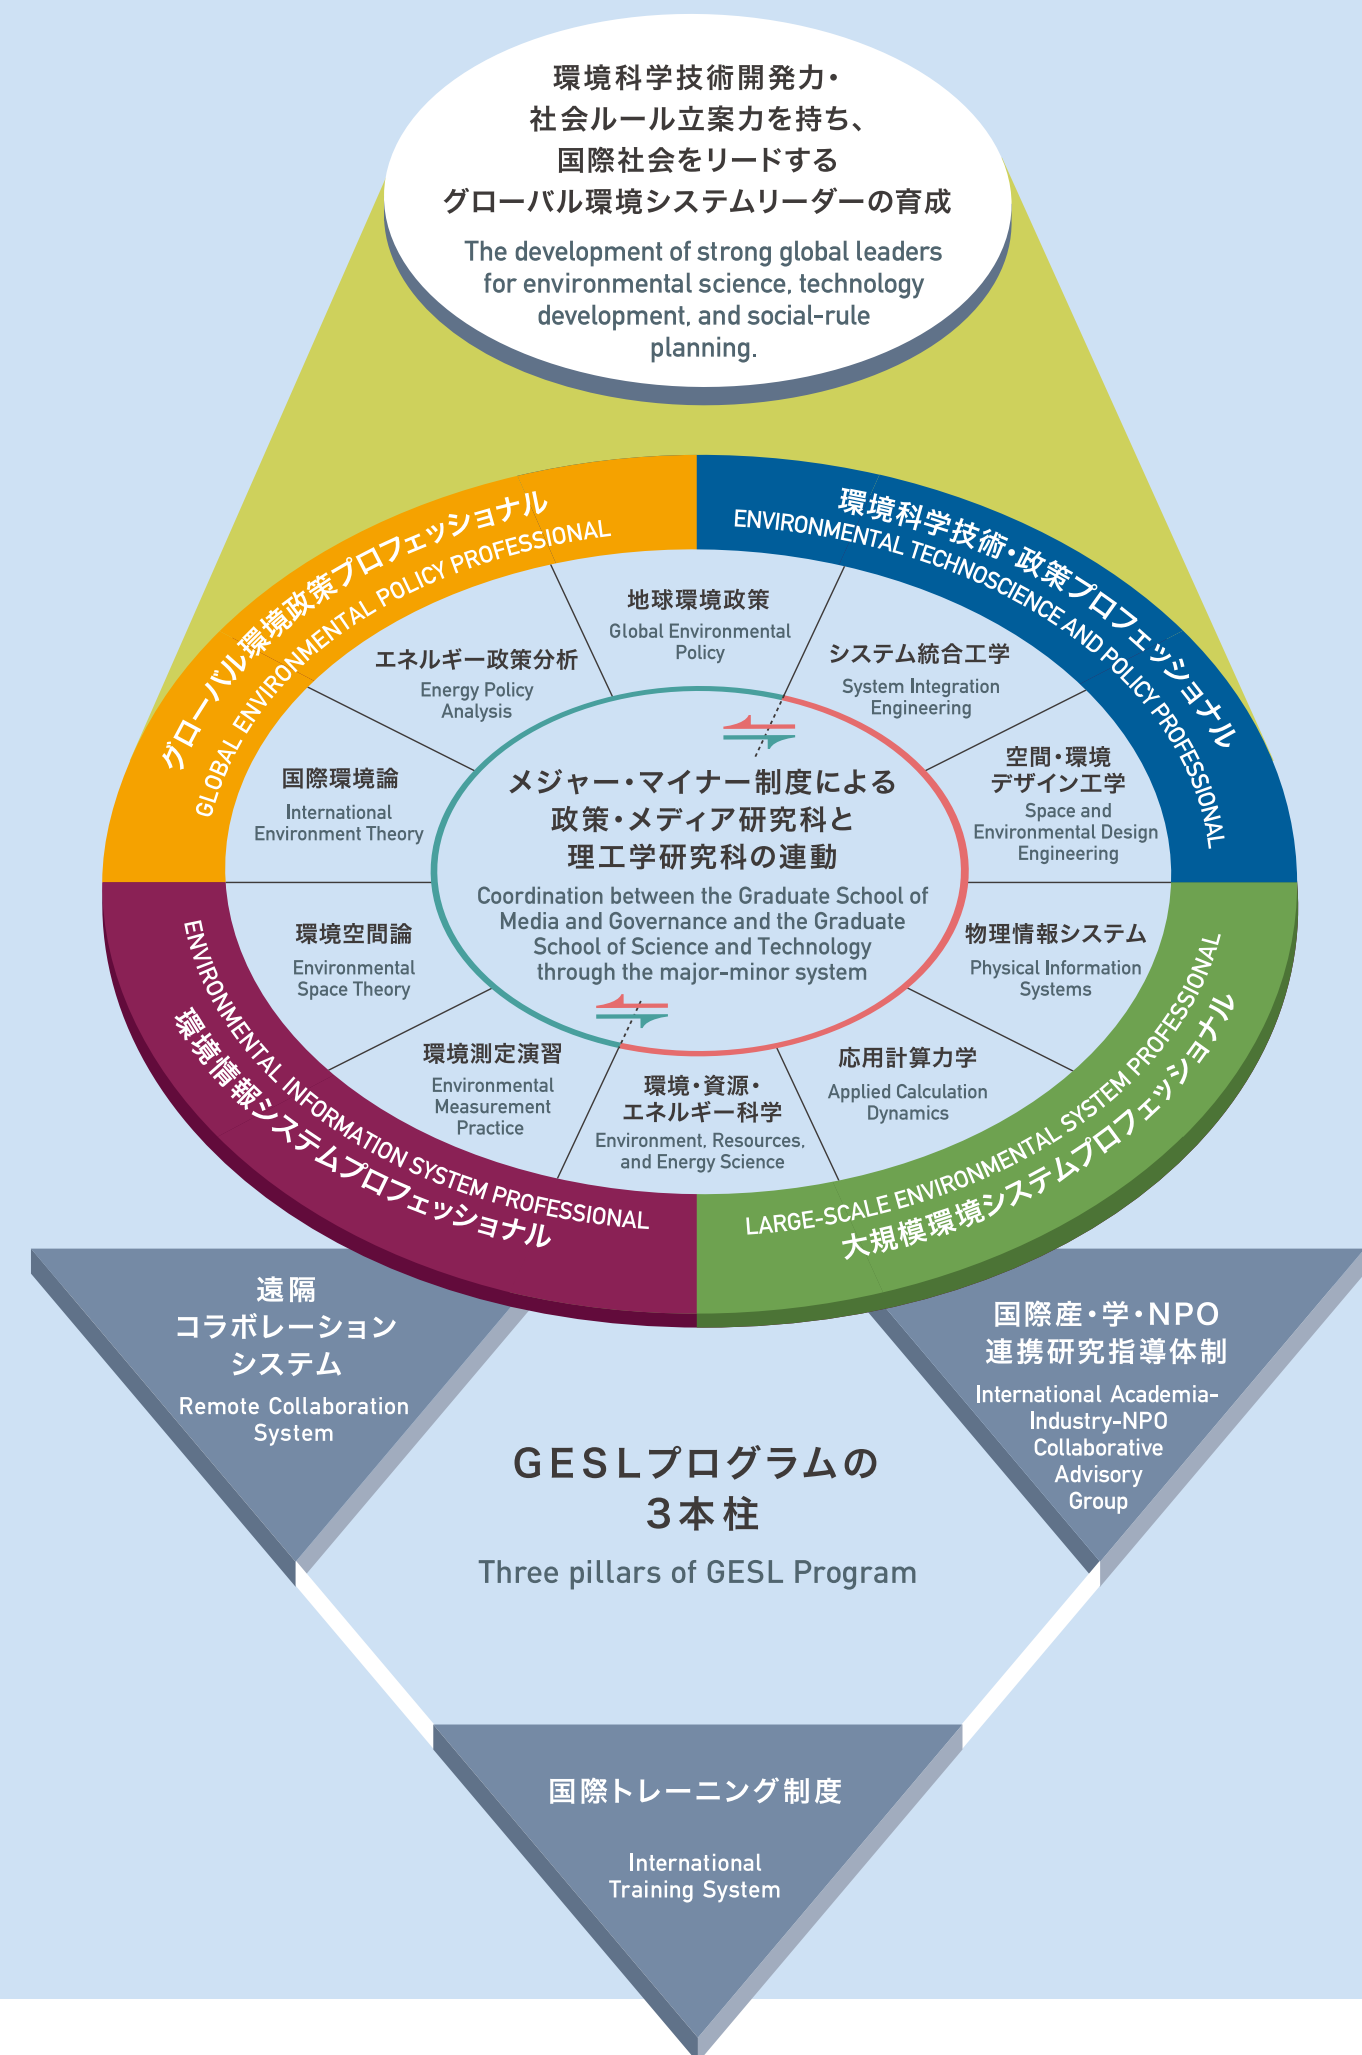 環境科学技術開発力・
社会ルール立案力を持ち、
国際社会をリードする
グローバル環境システムリーダーの育成
The development of strong global leaders
for environmental science, technology
development, and social-rule
planning.
グローバル環境政策プロフェッショナル
GLOBAL ENVIRONMENTAL POLICY PROFESSIONAL
環境科学技術・政策プロフェッショナル
ENVIRONMENTAL TECHNOSCIENCE AND POLICY PROFESSIONAL
地球環境政策
Global Environmental
Policy
エネルギー政策分析
Energy Policy
Analysis
システム統合工学
System Integration
Engineering
国際環境論
International
Environment Theory
空間・環境
デザイン工学
Space and
Environmental Design
Engineering
メジャー・マイナー制度による
政策・メディア研究科と
理工学研究科の連動
Coordination between the Graduate School of
Media and Governance and the Graduate
School of Science and Technology
through the major-minor system
環境空間論
Environmental
Space Theory
物理情報システム
Physical Information
Systems
環境測定演習
Environmental
Measurement
Practice
環境・資源・
エネルギー科学
Environment, Resources,
and Energy Science
応用計算力学
Applied Calculation
Dynamics
ENVIRONMENTAL INFORMATION SYSTEM PROFESSIONAL
環境情報システムプロフェッショナル
LARGE-SCALE ENVIRONMENTAL SYSTEM PROFESSIONAL
大規模環境システムプロフェッショナル
遠隔
コラボレーション
システム
Remote Collaboration
System
国際産・学・NPO
連携研究指導体制
International Academia-
Industry-NPO
Collaborative
Advisory
Group
GESLプログラムの
3本柱
Three pillars of GESL Program
国際トレーニング制度
International
Training System